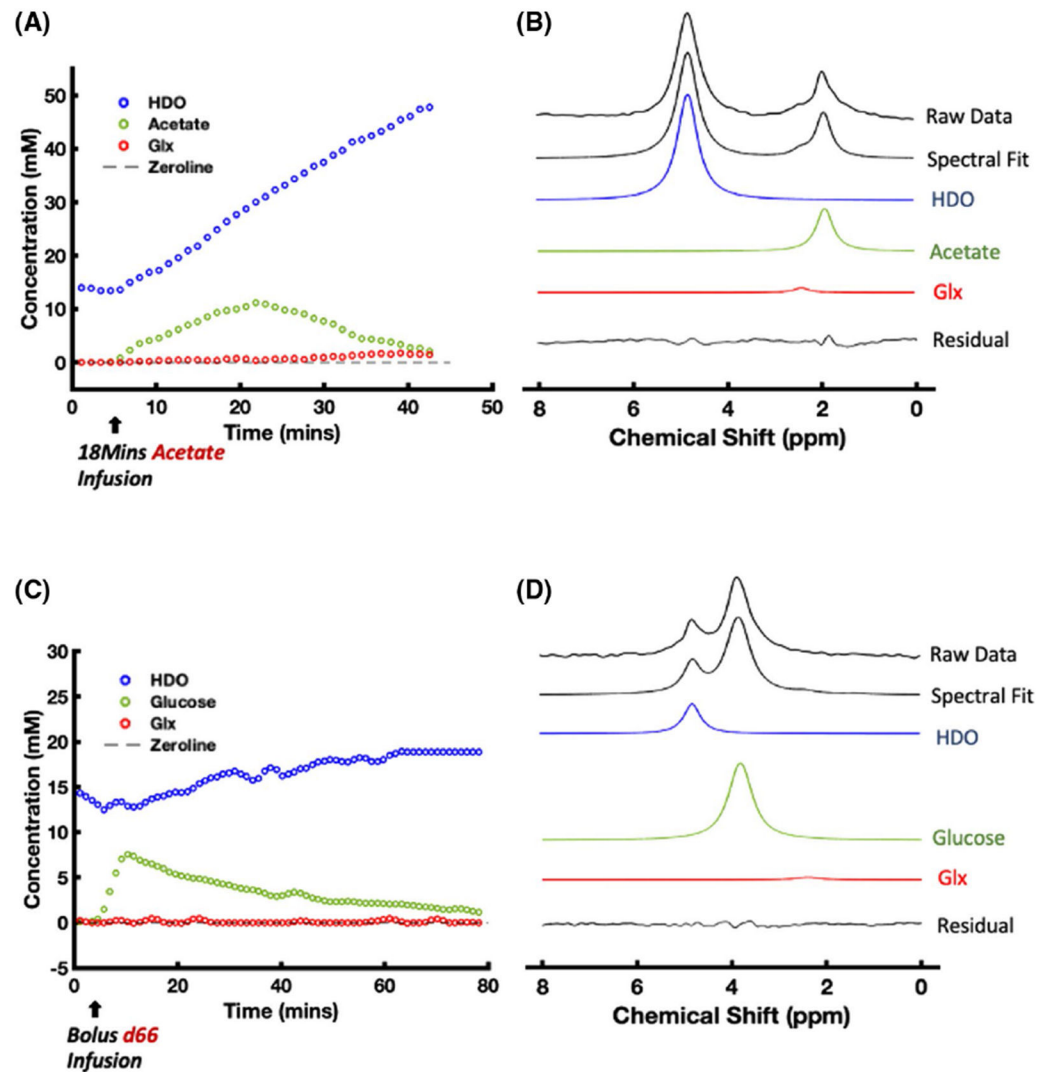 (A)
HDO
Acetate
Glx
Zeroline
Concentration (mM)
50
40
30
20
10
0
0 10 20 30 40 50
Time (mins)
18Mins Acetate
Infusion
(B)
Raw Data
Spectral Fit
HDO
Acetate
Glx
Residual
8 6 4 2 0
Chemical Shift (ppm)
(C)
HDO
Glucose
Glx
Zeroline
Concentration (mM)
30
25
20
15
10
5
0
-5
0 20 40 60 80
Time (mins)
Bolus d66
Infusion
(D)
Raw Data
Spectral Fit
HDO
Glucose
Glx
Residual
8 6 4 2 0
Chemical Shift (ppm)